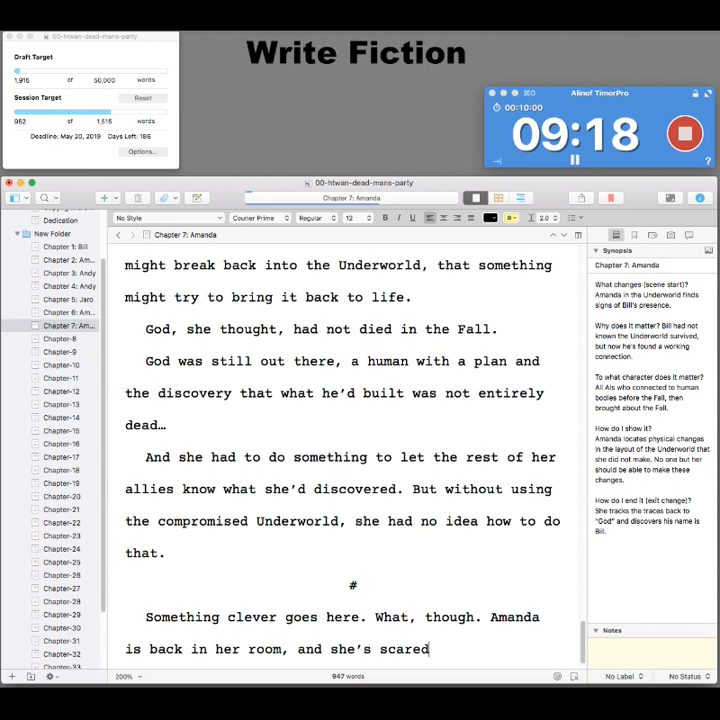 Write Fiction
00-htwan-dead-mans-party
Draft Target
1,915 of 50,000 words
Session Target
Reset
952 of 1,515 words
Deadline: May 20, 2019 Days Left: 186
Options...
⌘0
Alinof TimerPro
00:10:00
09:18
?
00-htwan-dead-mans-party
Chapter 7: Amanda
No Style
Courier Prime
Regular
12
B I U
2.0
Dedication
New Folder
Chapter 1: Bill
Chapter 2: Am...
Chapter 3: Andy
Chapter 4: Andy
Chapter 5: Jaro
Chapter 6: Am...
Chapter 7: Am...
Chapter-8
Chapter-9
Chapter-10
Chapter-11
Chapter-12
Chapter-13
Chapter-14
Chapter-15
Chapter-16
Chapter-17
Chapter-18
Chapter-19
Chapter-20
Chapter-21
Chapter-22
Chapter-23
Chapter-24
Chapter-25
Chapter-26
Chapter-27
Chapter-28
Chapter-29
Chapter-30
Chapter-31
Chapter-32
Chapter-33
Chapter 7: Amanda
might break back into the Underworld, that something
might try to bring it back to life.
God, she thought, had not died in the Fall.
God was still out there, a human with a plan and
the discovery that what he’d built was not entirely
dead…
And she had to do something to let the rest of her
allies know what she’d discovered. But without using
the compromised Underworld, she had no idea how to do
that.
#
Something clever goes here. What, though. Amanda
is back in her room, and she’s scared
200%
947 words
Synopsis
Chapter 7: Amanda
What changes (scene start)?
Amanda in the Underworld finds
signs of Bill's presence.
Why does it matter? Bill had not
known the Underworld survived,
but now he's found a working
connection.
To what character does it matter?
All AIs who connected to human
bodies before the Fall, then
brought about the Fall.
How do I show it?
Amanda locates physical changes
in the layout of the Underworld that
she did not make. No one but her
should be able to make these
changes.
How do I end it (exit change)?
She tracks the traces back to
"God" and discovers his name is
Bill.
Notes
No Label
No Status